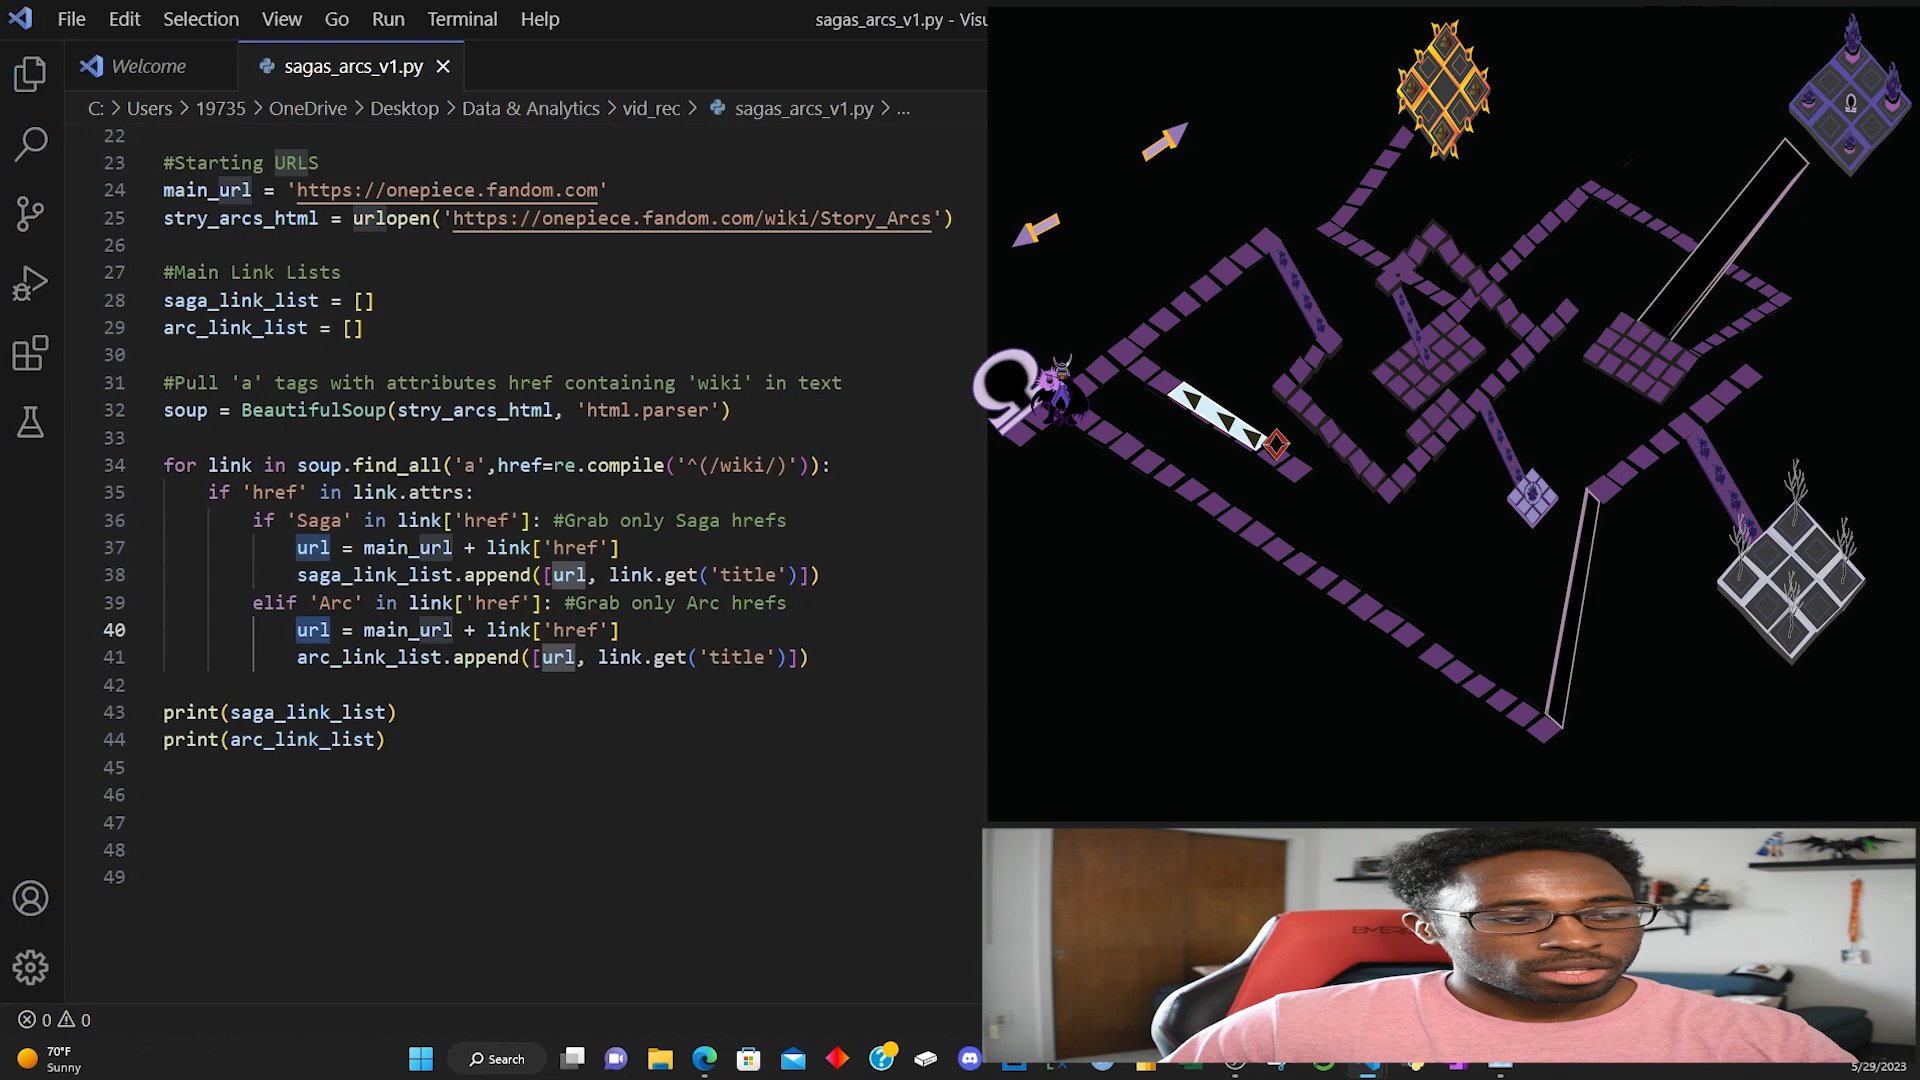 File Edit Selection View Go Run Terminal Help
sagas_arcs_v1.py - Visu
Welcome
sagas_arcs_v1.py
C: > Users > 19735 > OneDrive > Desktop > Data & Analytics > vid_rec > sagas_arcs_v1.py > ...
22
23 #Starting URLS
24 main_url = 'https://onepiece.fandom.com'
25 stry_arcs_html = urlopen('https://onepiece.fandom.com/wiki/Story_Arcs')
26
27 #Main Link Lists
28 saga_link_list = []
29 arc_link_list = []
30
31 #Pull 'a' tags with attributes href containing 'wiki' in text
32 soup = BeautifulSoup(stry_arcs_html, 'html.parser')
33
34 for link in soup.find_all('a',href=re.compile('^(/wiki/)')):
35 if 'href' in link.attrs:
36 if 'Saga' in link['href']: #Grab only Saga hrefs
37 url = main_url + link['href']
38 saga_link_list.append([url, link.get('title')])
39 elif 'Arc' in link['href']: #Grab only Arc hrefs
40 url = main_url + link['href']
41 arc_link_list.append([url, link.get('title')])
42
43 print(saga_link_list)
44 print(arc_link_list)
45
46
47
48
49
0 0
70°F
Sunny
Search
5/29/2023
Ω
Ω